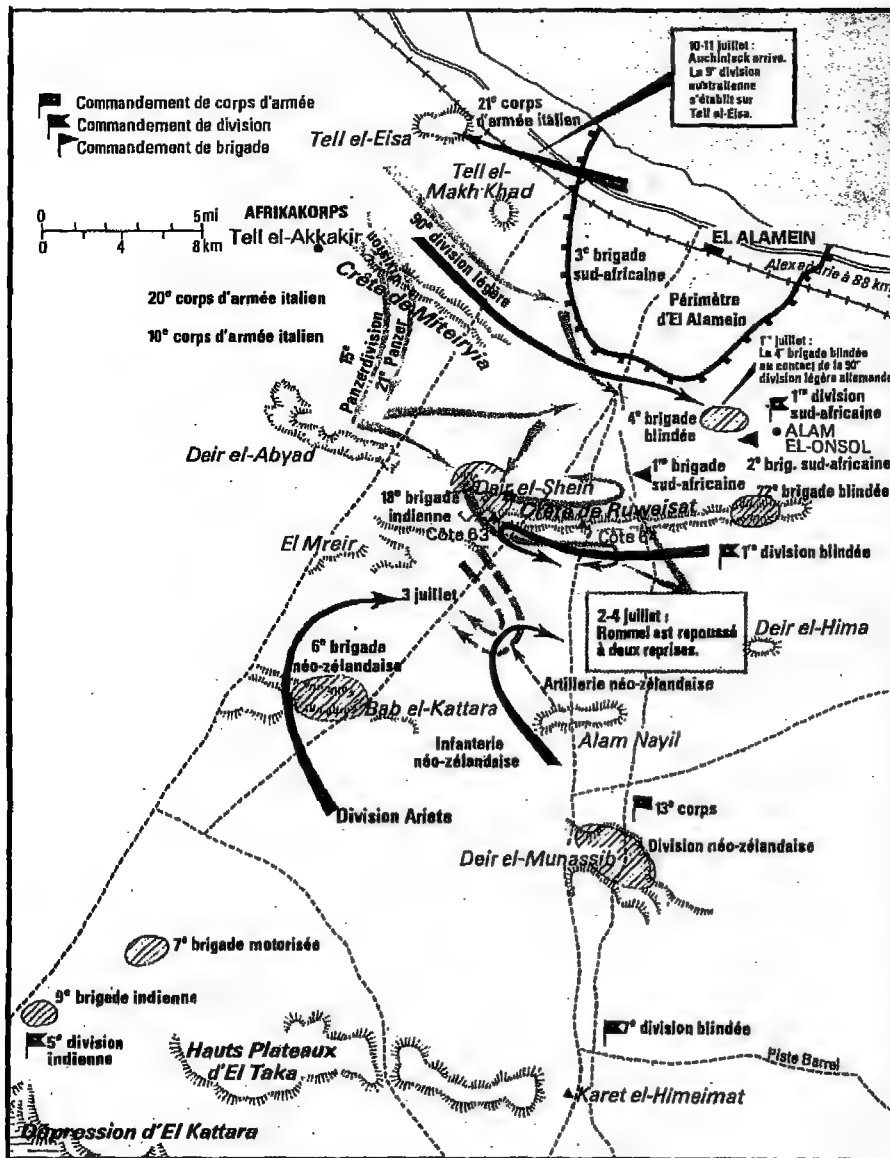 10-11 juillet :
Auchinleck arrive.
La 9e division
australienne
s'établit sur
Tell el-Eisa.
Commandement de corps d'armée
Commandement de division
Commandement de brigade
21e corps
d'armée italien
Tell el-Eisa
Tell el-
Makh Khad
0 5 mi
0 4 8 km
AFRIKAKORPS
Tell el-Akkakir
90e division légère
3e brigade
sud-africaine
EL ALAMEIN
Alexandrie à 88 km
Périmètre
d'El Alamein
20e corps d'armée italien
10e corps d'armée italien
Crête de Miteiryia
15e
Panzerdivision
21e Panzer
1er juillet :
La 4e brigade blindée
au contact de la 90e
division légère allemande
1re division
sud-africaine
4e brigade
blindée
ALAM
EL-ONSOL
Deir el-Abyad
1re brigade
sud-africaine
2e brig. sud-africaine
Deir el-Shein
22e brigade blindée
18e brigade
indienne
Crête de Ruweisat
Côte 63
Côte 64
El Mreir
1re division blindée
3 juillet
2-4 juillet :
Rommel est repoussé
à deux reprises.
Deir el-Hima
6e brigade
néo-zélandaise
Artillerie néo-zélandaise
Bab el-Kattara
Infanterie
néo-zélandaise
Alam Nayil
Division Ariete
13e corps
Division néo-zélandaise
Deir el-Munassib
7e brigade motorisée
9e brigade indienne
5e division
indienne
7e division blindée
Hauts Plateaux
d'El Taka
Piste Barrel
Karet el-Himeimat
Dépression d'El Kattara